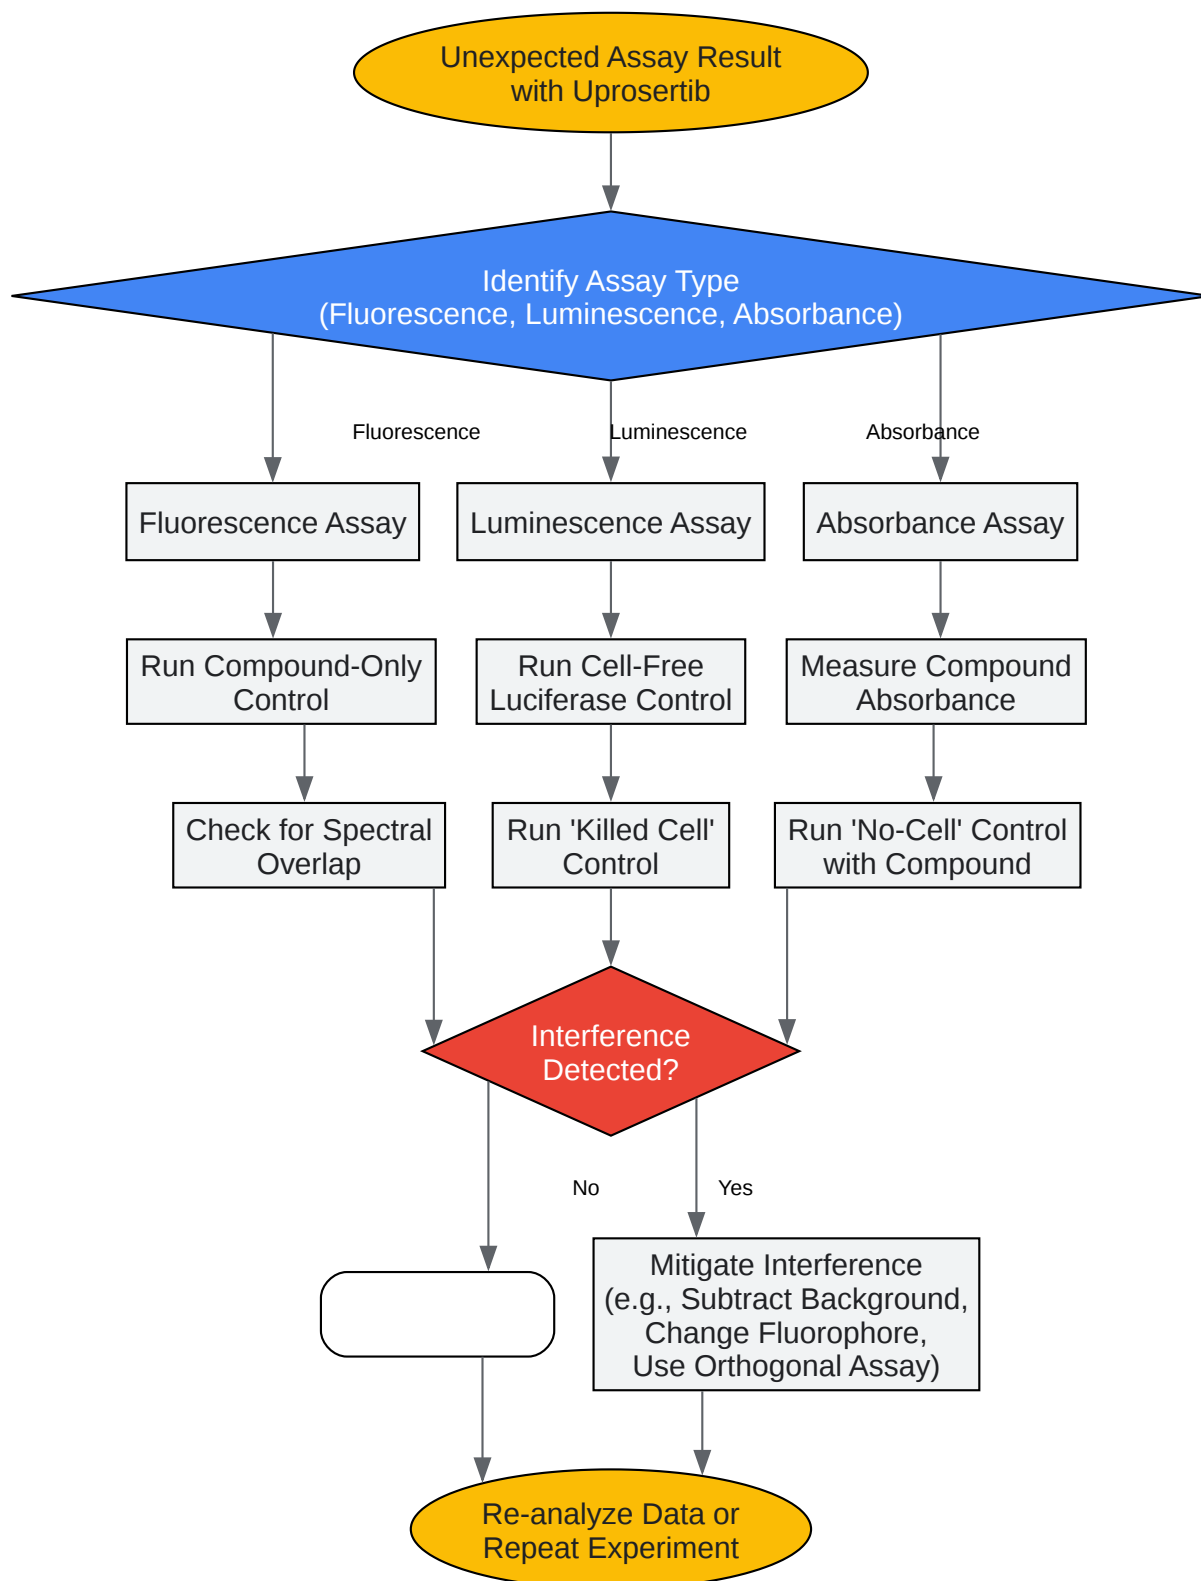 Unexpected Assay Result
with Uprosertib
Identify Assay Type
(Fluorescence, Luminescence, Absorbance)
Fluorescence
Luminescence
Absorbance
Fluorescence Assay
Luminescence Assay
Absorbance Assay
Run Compound-Only
Control
Run Cell-Free
Luciferase Control
Measure Compound
Absorbance
Check for Spectral
Overlap
Run 'Killed Cell'
Control
Run 'No-Cell' Control
with Compound
Interference
Detected?
No
Yes
Mitigate Interference
(e.g., Subtract Background,
Change Fluorophore,
Use Orthogonal Assay)
Re-analyze Data or
Repeat Experiment